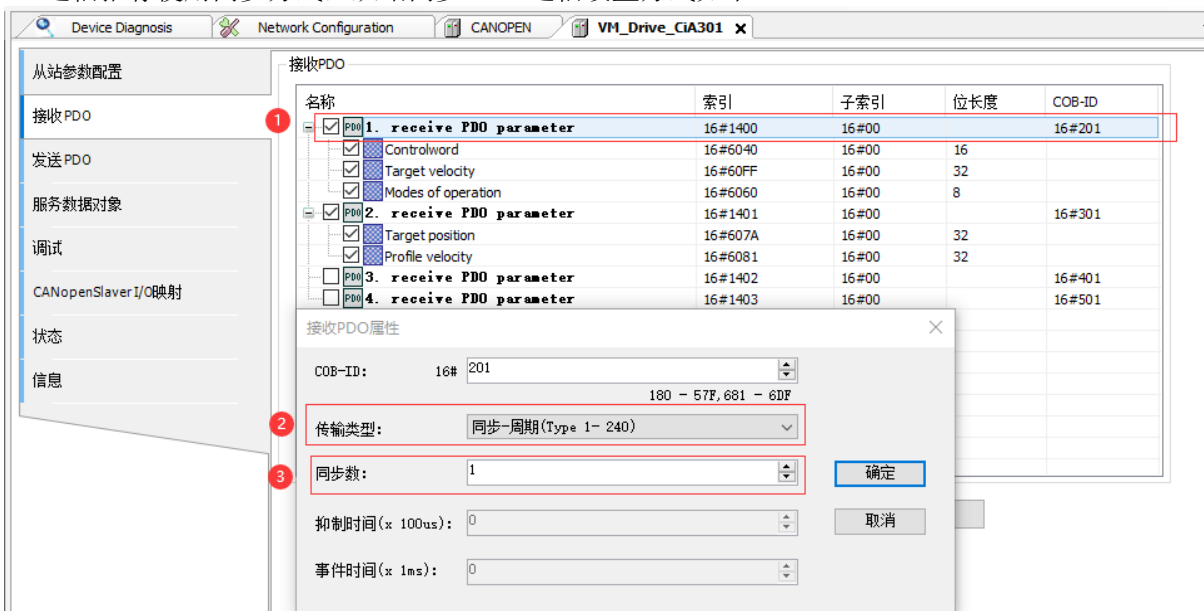 Device Diagnosis Network Configuration CANOPEN VM_Drive_CiA301 x
从站参数配置
接收PDO
发送PDO
服务数据对象
调试
CANopenSlaver I/O映射
状态
信息
接收PDO
名称 索引 子索引 位长度 COB-ID
1 PDO 1. receive PDO parameter 16#1400 16#00 16#201
Controlword 16#6040 16#00 16
Target velocity 16#60FF 16#00 32
Modes of operation 16#6060 16#00 8
PDO 2. receive PDO parameter 16#1401 16#00 16#301
Target position 16#607A 16#00 32
Profile velocity 16#6081 16#00 32
PDO 3. receive PDO parameter 16#1402 16#00 16#401
PDO 4. receive PDO parameter 16#1403 16#00 16#501
接收PDO属性
COB-ID: 16# 201
180 - 57F,681 - 6DF
2 传输类型: 同步-周期(Type 1- 240)
3 同步数: 1 确定
抑制时间(x 100us): 0 取消
事件时间(x 1ms): 0